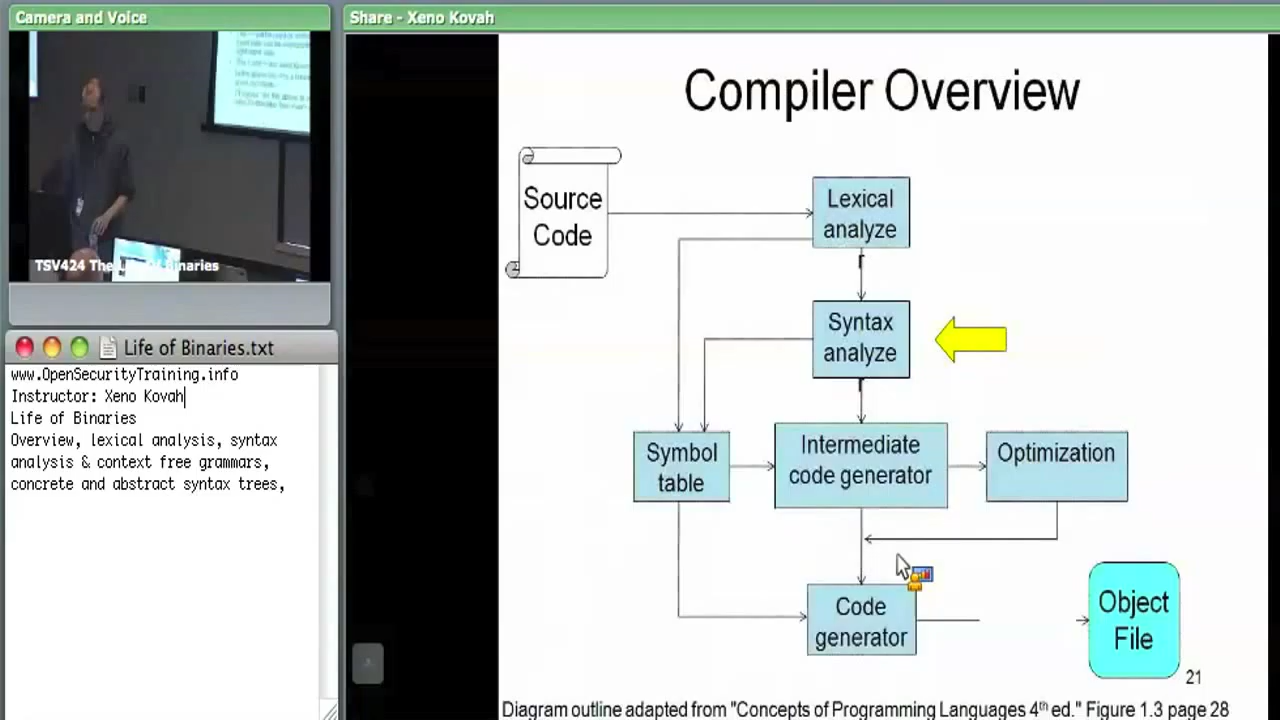 Camera and Voice
Share - Xeno Kovah
TSV424 The Life of Binaries
Life of Binaries.txt
www.OpenSecurityTraining.info
Instructor: Xeno Kovah
Life of Binaries
Overview, lexical analysis, syntax
analysis & context free grammars,
concrete and abstract syntax trees,
Compiler Overview
Source
Code
Lexical
analyze
r
Syntax
analyze
r
Symbol
table
Intermediate
code generator
Optimization
Code
generator
Object
File
21
Diagram outline adapted from "Concepts of Programming Languages 4th ed." Figure 1.3 page 28